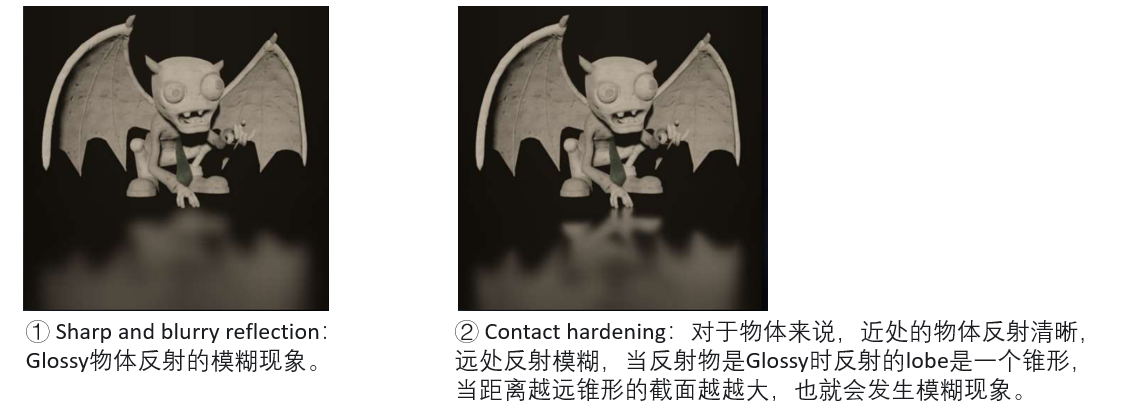 ① Sharp and blurry reflection：
Glossy物体反射的模糊现象。
② Contact hardening：对于物体来说，近处的物体反射清晰，
远处反射模糊，当反射物是Glossy时反射的lobe是一个锥形，
当距离越远锥形的截面越越大，也就会发生模糊现象。